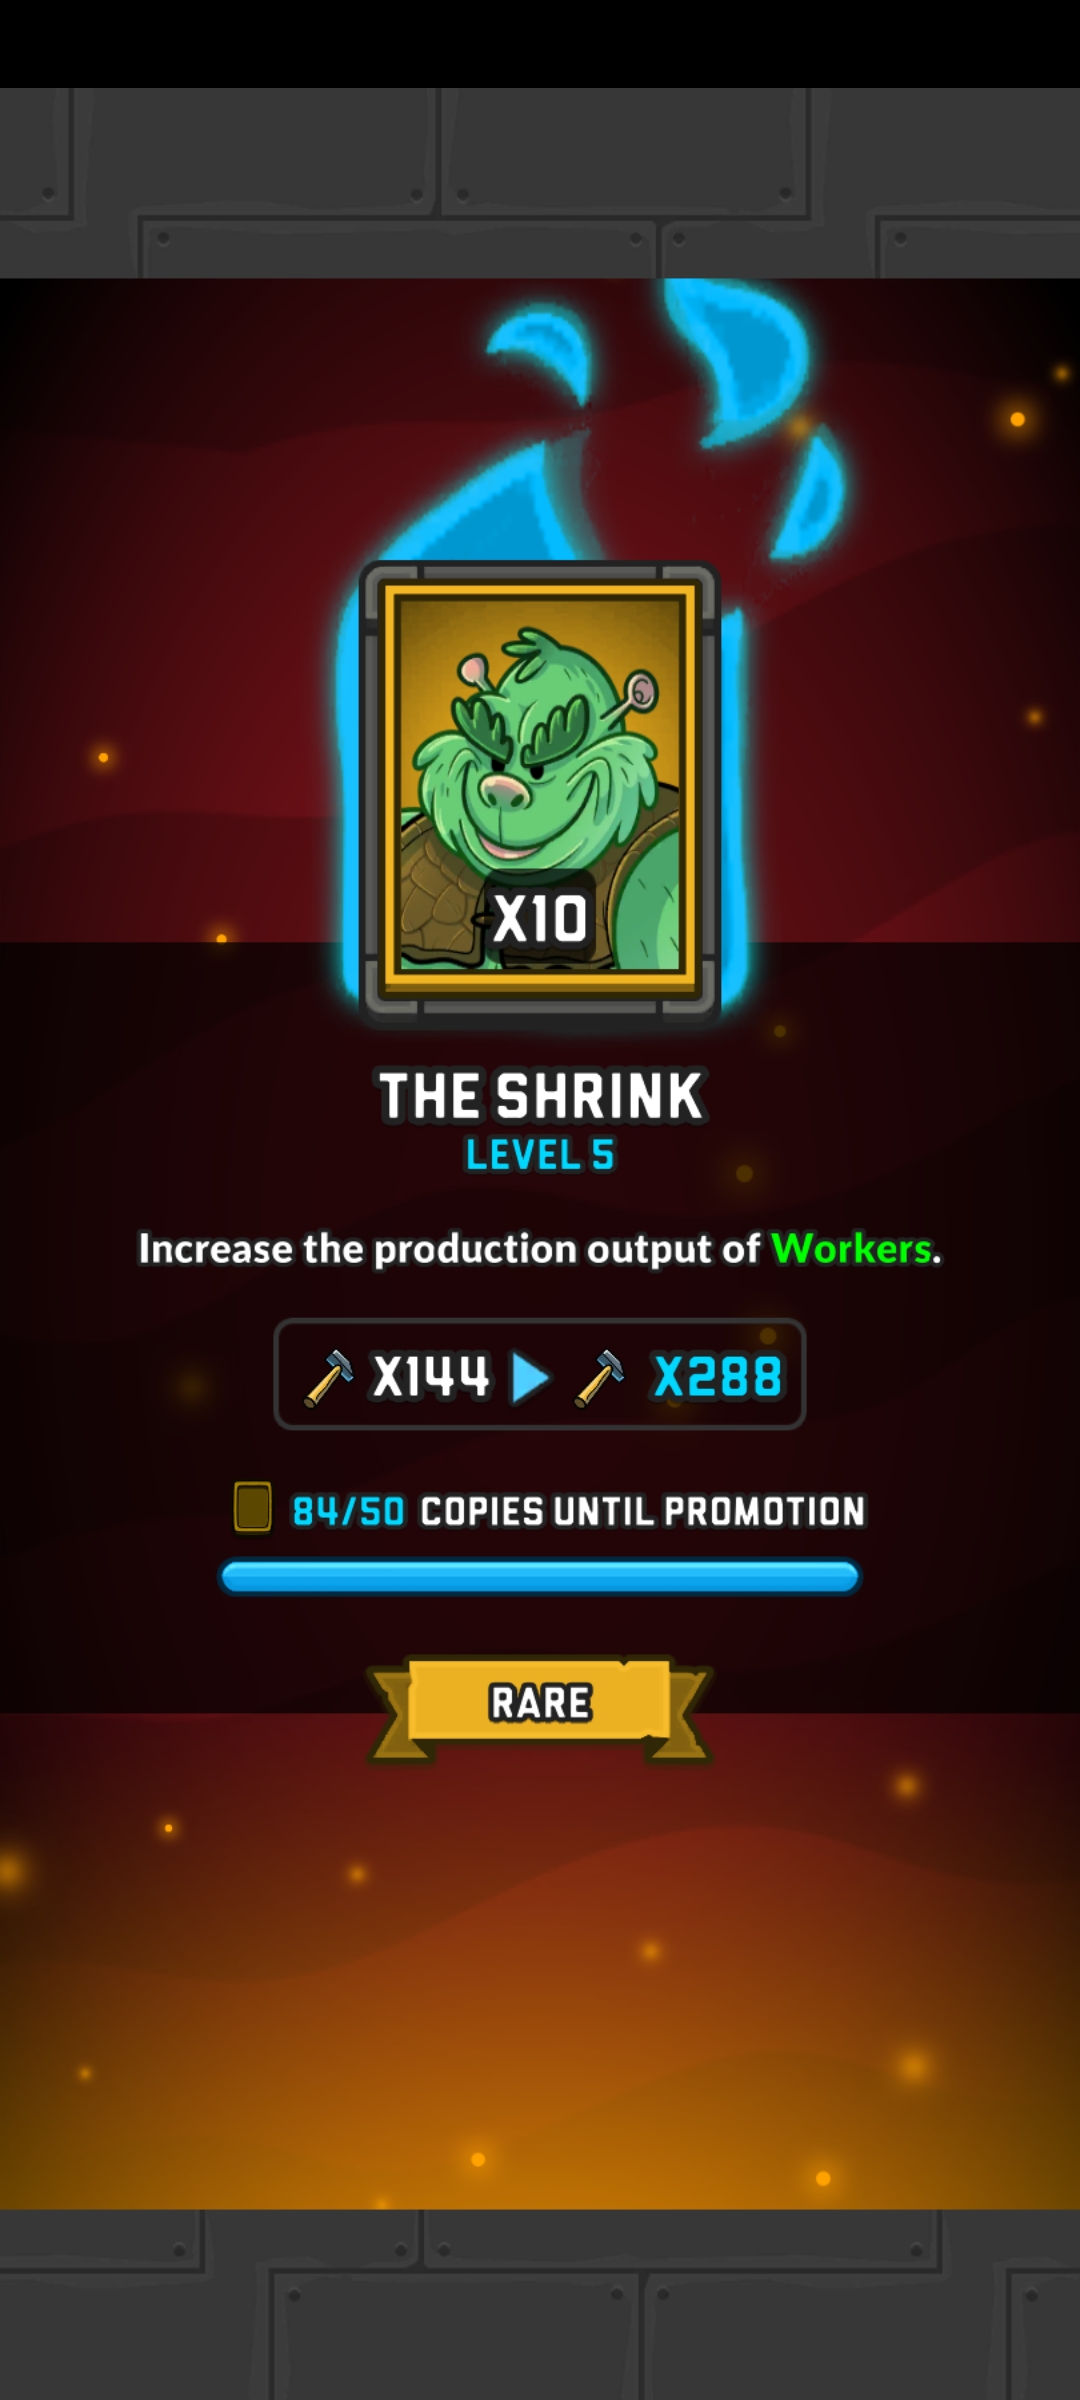 X10
THE SHRINK
LEVEL 5
Increase the production output of Workers.
X144 X288
84/50 COPIES UNTIL PROMOTION
RARE